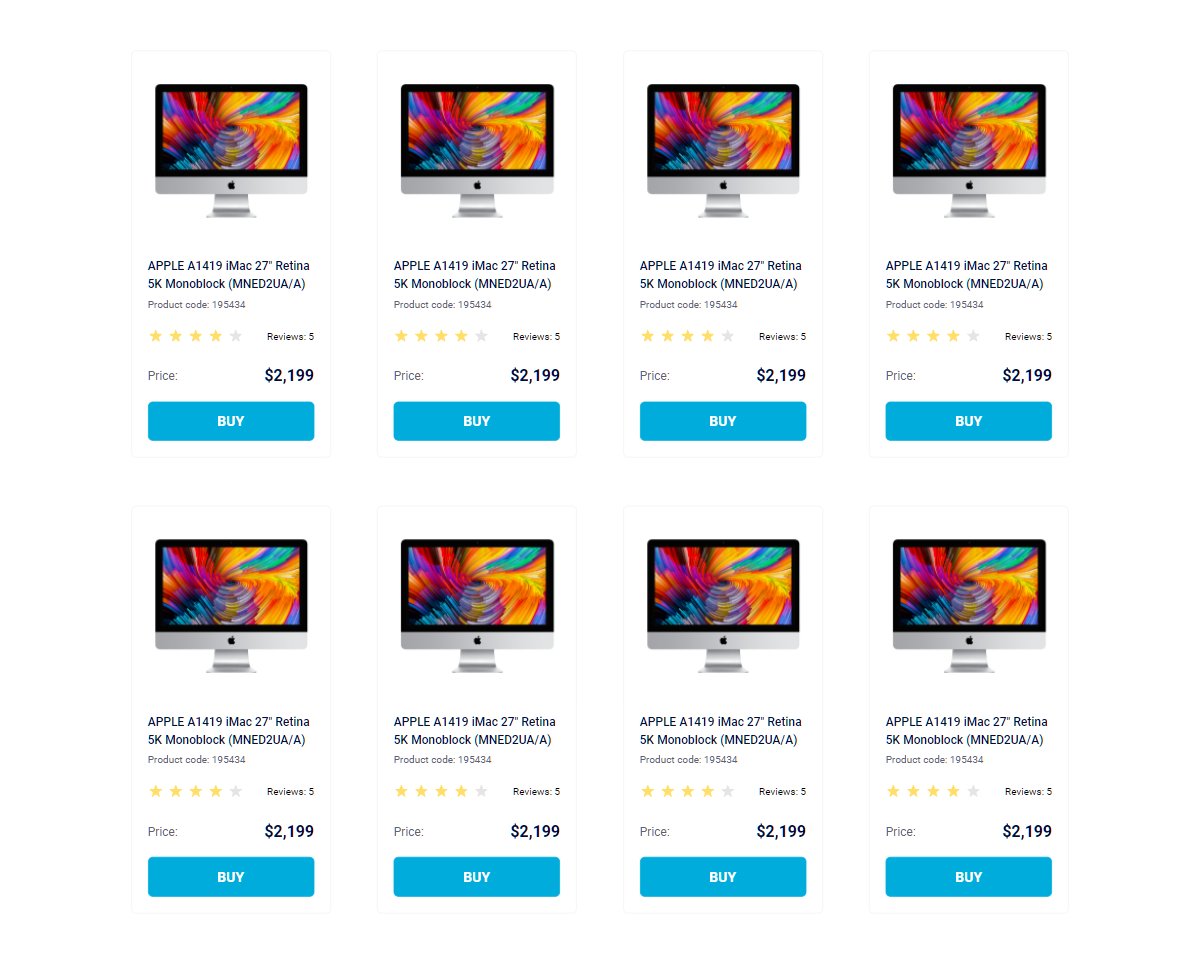 APPLE A1419 iMac 27" Retina
5K Monoblock (MNED2UA/A)
Product code: 195434
Reviews: 5
Price: $2,199
BUY
APPLE A1419 iMac 27" Retina
5K Monoblock (MNED2UA/A)
Product code: 195434
Reviews: 5
Price: $2,199
BUY
APPLE A1419 iMac 27" Retina
5K Monoblock (MNED2UA/A)
Product code: 195434
Reviews: 5
Price: $2,199
BUY
APPLE A1419 iMac 27" Retina
5K Monoblock (MNED2UA/A)
Product code: 195434
Reviews: 5
Price: $2,199
BUY
APPLE A1419 iMac 27" Retina
5K Monoblock (MNED2UA/A)
Product code: 195434
Reviews: 5
Price: $2,199
BUY
APPLE A1419 iMac 27" Retina
5K Monoblock (MNED2UA/A)
Product code: 195434
Reviews: 5
Price: $2,199
BUY
APPLE A1419 iMac 27" Retina
5K Monoblock (MNED2UA/A)
Product code: 195434
Reviews: 5
Price: $2,199
BUY
APPLE A1419 iMac 27" Retina
5K Monoblock (MNED2UA/A)
Product code: 195434
Reviews: 5
Price: $2,199
BUY